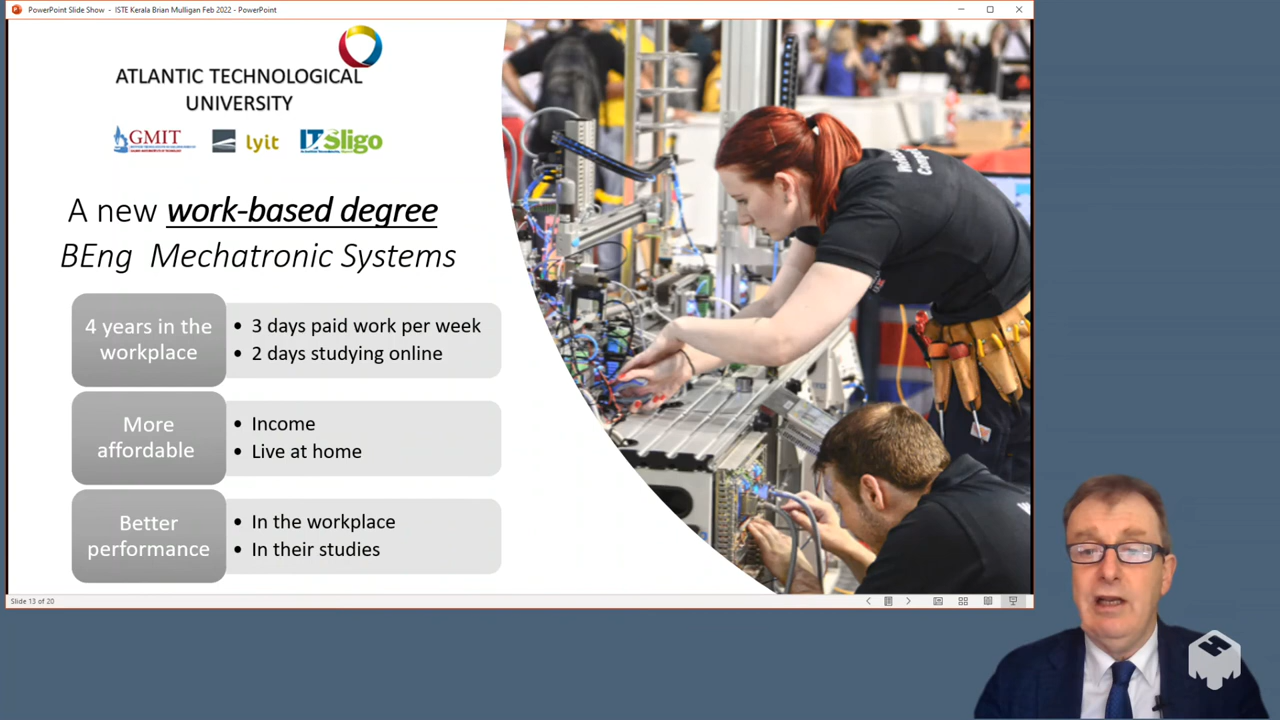 PowerPoint Slide Show - ISTE Kerala Brian Mulligan Feb 2022 - PowerPoint
ATLANTIC TECHNOLOGICAL
UNIVERSITY
GMIT
lyit
IT Sligo
A new work-based degree
BEng Mechatronic Systems
4 years in the
workplace
• 3 days paid work per week
• 2 days studying online
More
affordable
• Income
• Live at home
Better
performance
• In the workplace
• In their studies
Slide 13 of 20